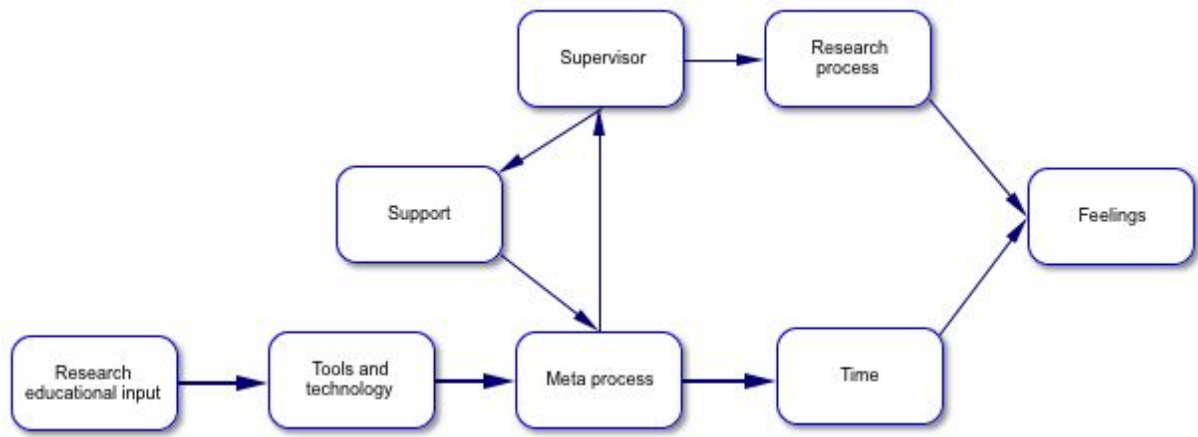 Supervisor
Research
process
Support
Feelings
Research
educational input
Tools and
technology
Meta process
Time